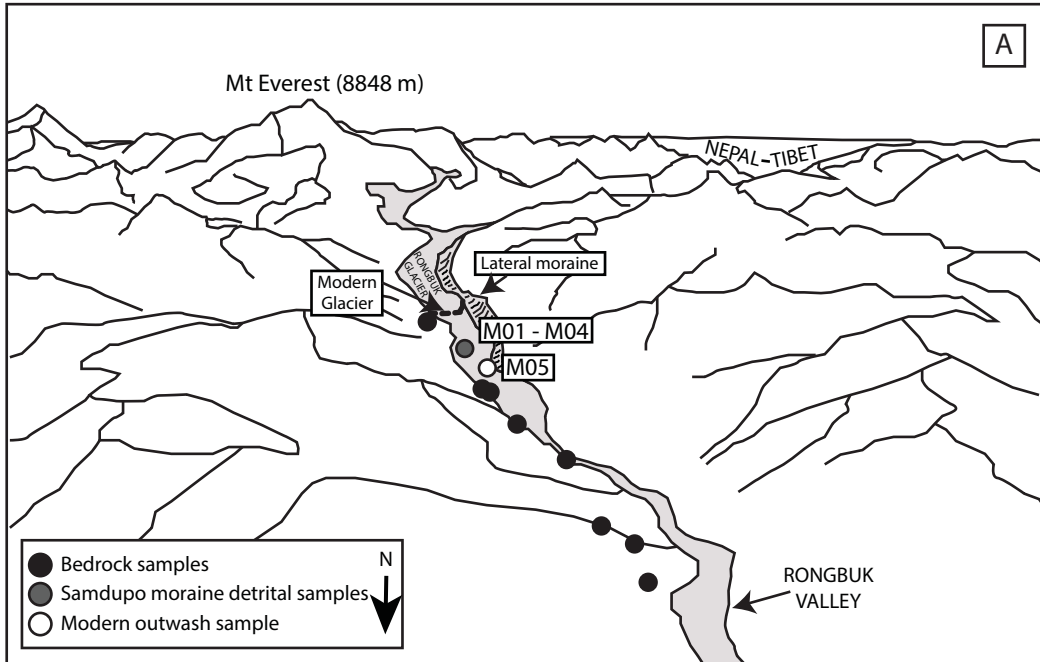 A
Mt Everest (8848 m)
NEPAL-TIBET
RONGBUK
GLACIER
Lateral moraine
Modern
Glacier
M01 - M04
M05
Bedrock samples
Samdupo moraine detrital samples
Modern outwash sample
N
RONGBUK
VALLEY